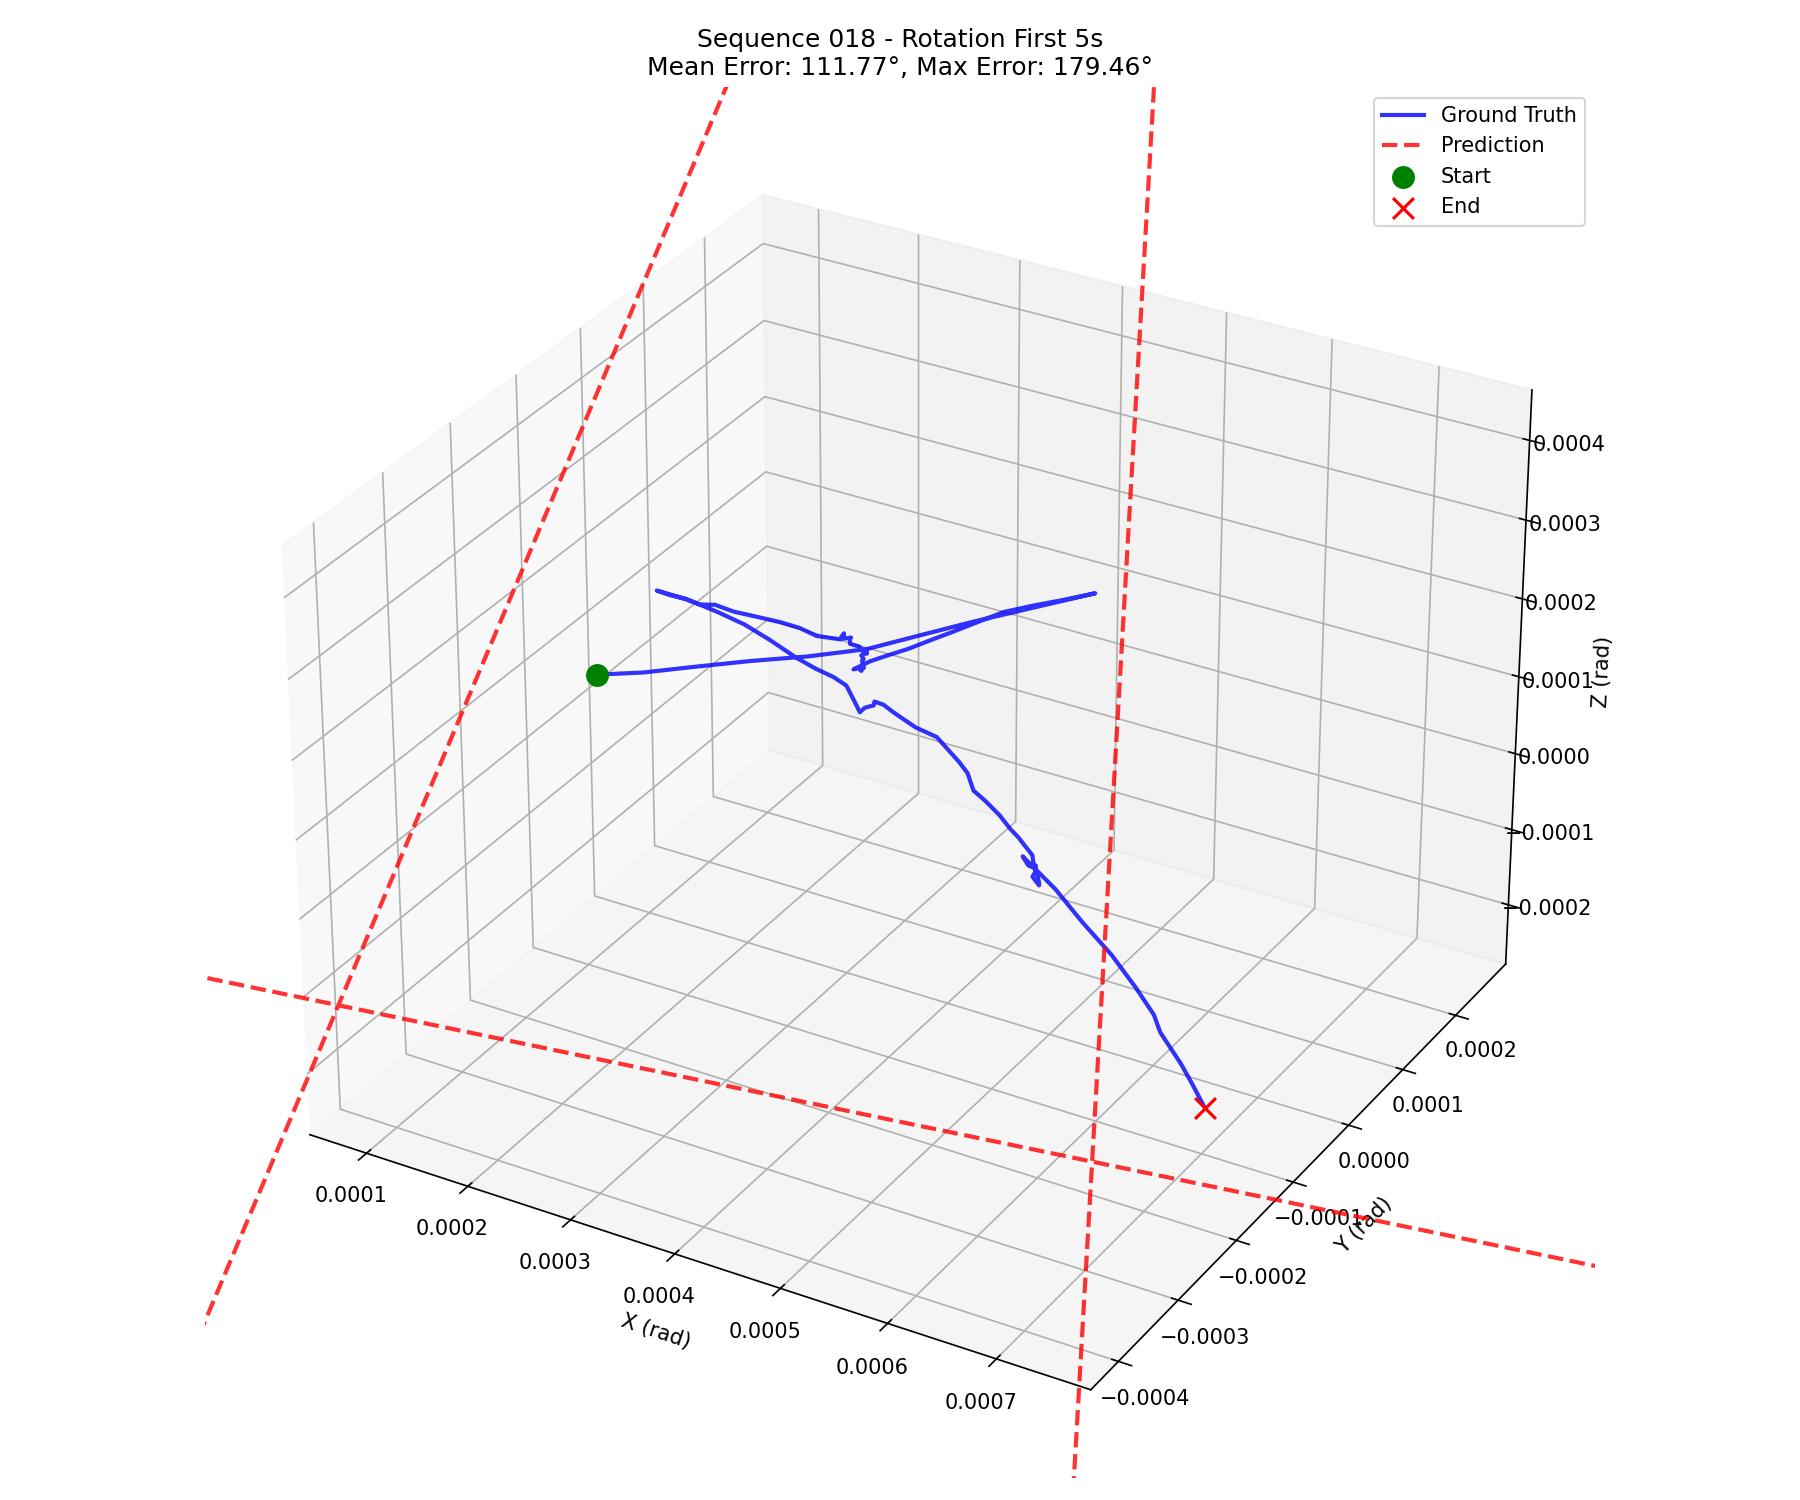 Sequence 018 - Rotation First 5s
Mean Error: 111.77°, Max Error: 179.46°
Ground Truth
Prediction
Start
End
0.0004
0.0003
0.0002
0.0001
0.0000
−0.0001
−0.0002
Z (rad)
0.0002
0.0001
0.0000
−0.0001
−0.0002
−0.0003
−0.0004
Y (rad)
0.0001
0.0002
0.0003
0.0004
0.0005
0.0006
0.0007
X (rad)